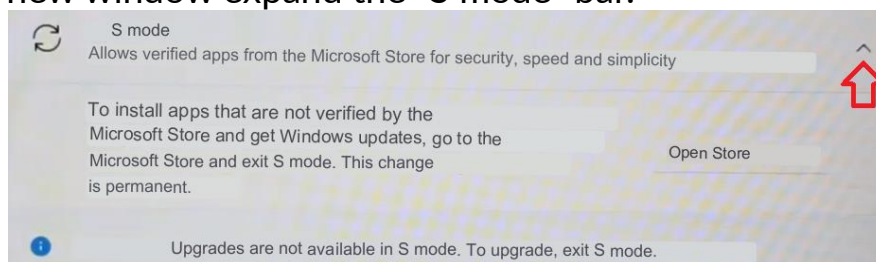 new window expand the "S mode" bar.
S mode
Allows verified apps from the Microsoft Store for security, speed and simplicity
To install apps that are not verified by the
Microsoft Store and get Windows updates, go to the
Microsoft Store and exit S mode. This change
is permanent.
Open Store
Upgrades are not available in S mode. To upgrade, exit S mode.